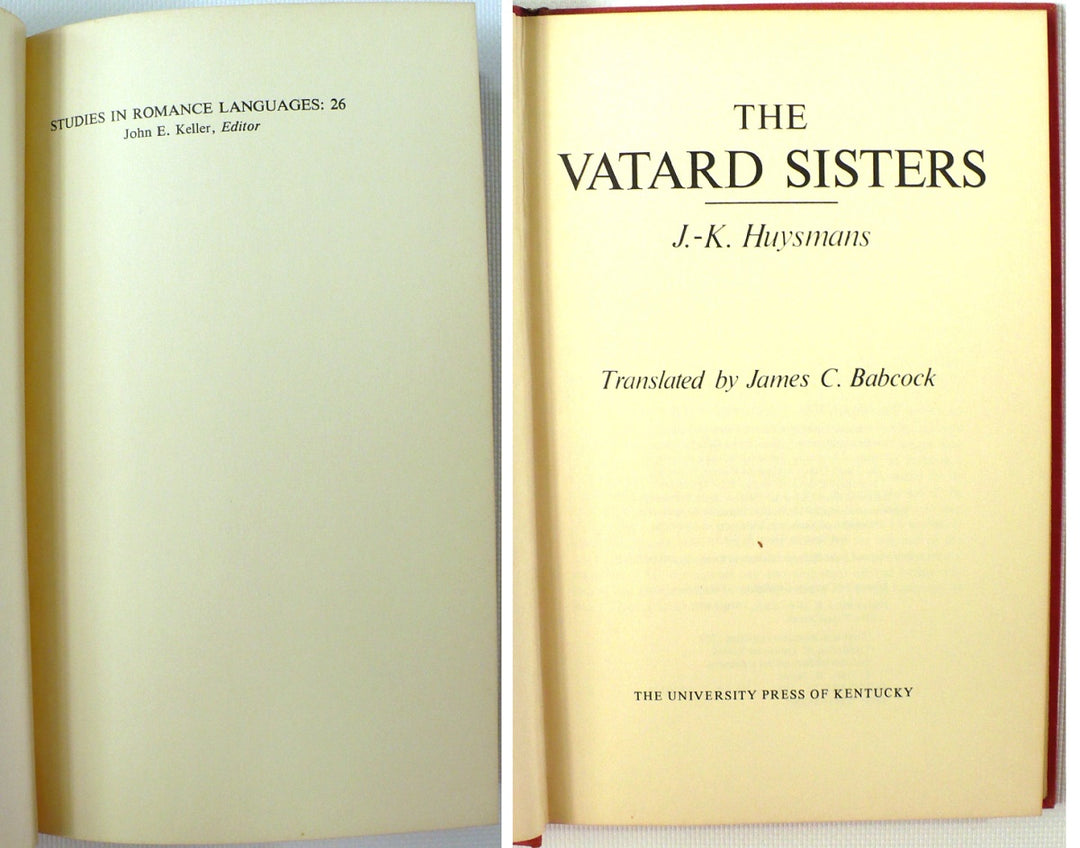 STUDIES IN ROMANCE LANGUAGES: 26
John E. Keller, Editor
THE
VATARD SISTERS
J.-K. Huysmans
Translated by James C. Babcock
THE UNIVERSITY PRESS OF KENTUCKY